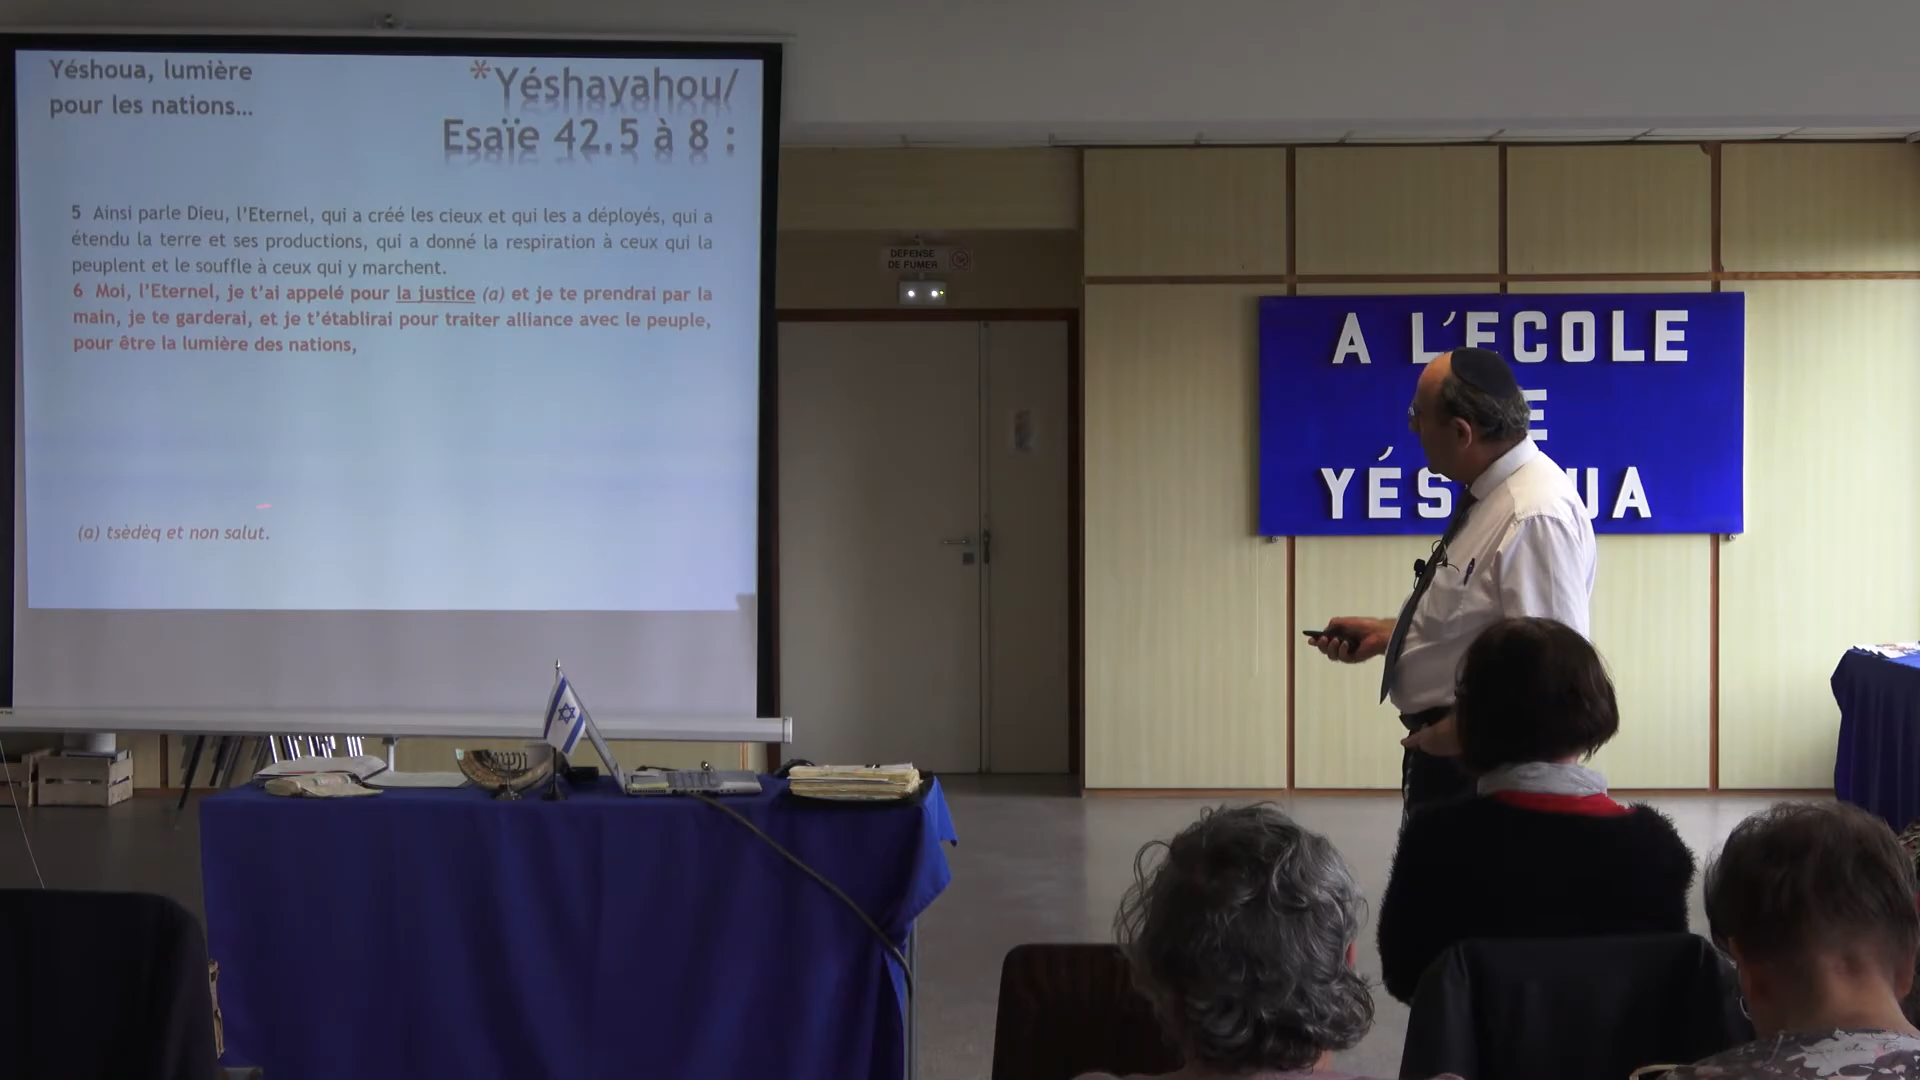 Yéshoua, lumière
pour les nations...
*Yéshayahou/
Esaïe 42.5 à 8 :
5 Ainsi parle Dieu, l'Eternel, qui a créé les cieux et qui les a déployés, qui a
étendu la terre et ses productions, qui a donné la respiration à ceux qui la
peuplent et le souffle à ceux qui y marchent.
6 Moi, l'Eternel, je t'ai appelé pour la justice (a) et je te prendrai par la
main, je te garderai, et je t'établirai pour traiter alliance avec le peuple,
pour être la lumière des nations,
(a) tsèdèq et non salut.
DEFENSE
DE FUMER
A L'ECOLE
E
YÉS UA